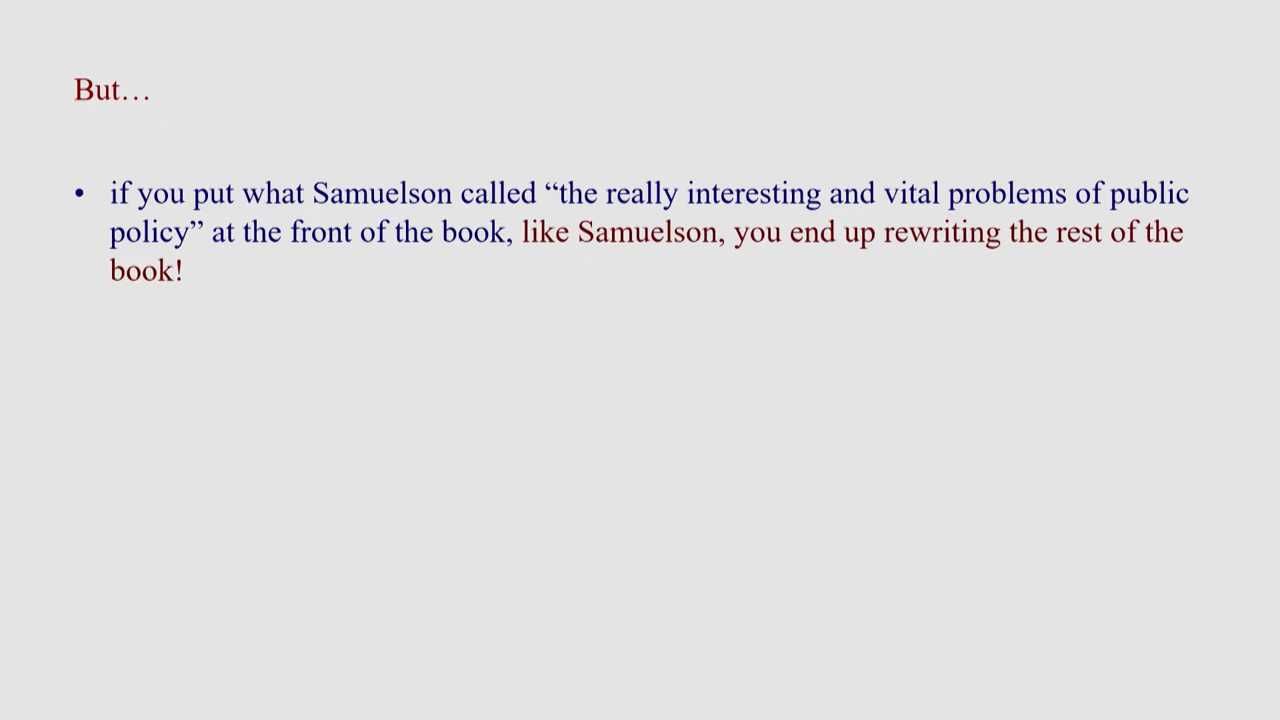 But…
• if you put what Samuelson called “the really interesting and vital problems of public
policy” at the front of the book, like Samuelson, you end up rewriting the rest of the
book!